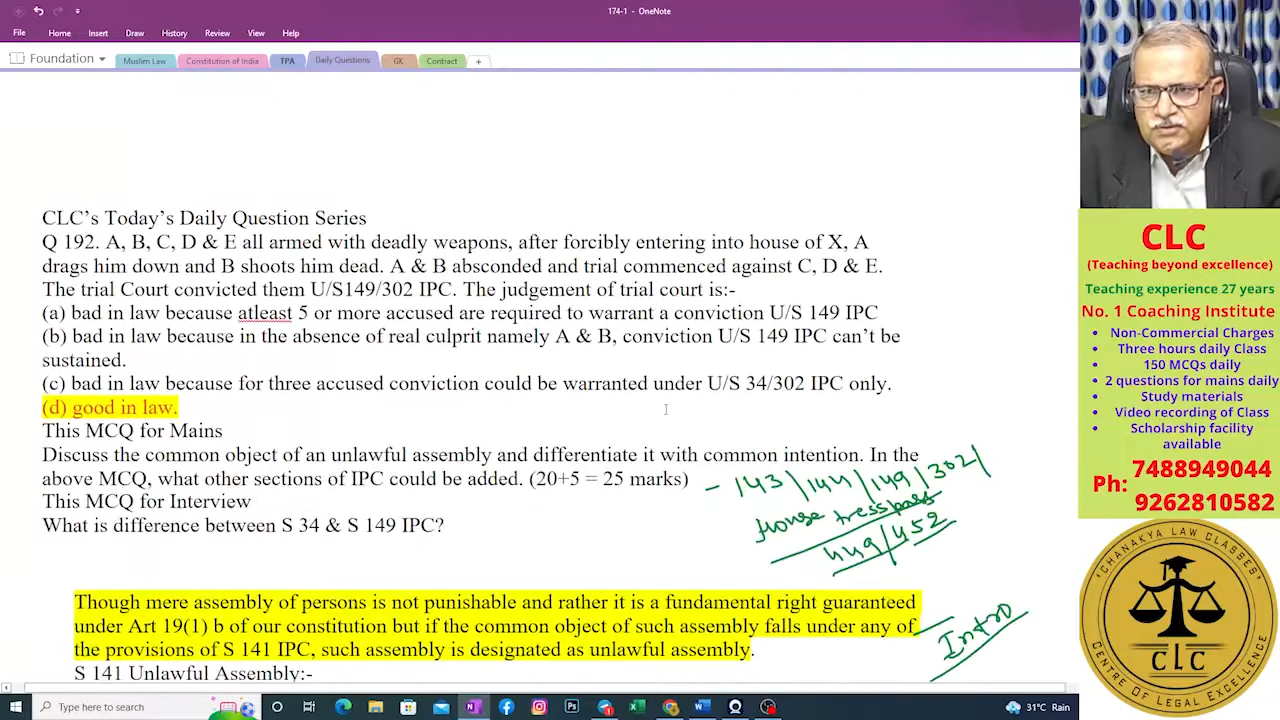 174-1 - OneNote
File Home Insert Draw History Review View Help
Foundation Muslim Law Constitution of India TPA Daily Questions GK Contract +
CLC's Today's Daily Question Series
Q 192. A, B, C, D & E all armed with deadly weapons, after forcibly entering into house of X, A
drags him down and B shoots him dead. A & B absconded and trial commenced against C, D & E.
The trial Court convicted them U/S149/302 IPC. The judgement of trial court is:-
(a) bad in law because atleast 5 or more accused are required to warrant a conviction U/S 149 IPC
(b) bad in law because in the absence of real culprit namely A & B, conviction U/S 149 IPC can't be
sustained.
(c) bad in law because for three accused conviction could be warranted under U/S 34/302 IPC only.
(d) good in law.
This MCQ for Mains
Discuss the common object of an unlawful assembly and differentiate it with common intention. In the
above MCQ, what other sections of IPC could be added. (20+5 = 25 marks)
- 143/144/149/302/
This MCQ for Interview
House tresspass
What is difference between S 34 & S 149 IPC?
449/452
Though mere assembly of persons is not punishable and rather it is a fundamental right guaranteed
under Art 19(1) b of our constitution but if the common object of such assembly falls under any of
the provisions of S 141 IPC, such assembly is designated as unlawful assembly.
Intro
S 141 Unlawful Assembly:-
CLC
(Teaching beyond excellence)
Teaching experience 27 years
No. 1 Coaching Institute
• Non-Commercial Charges
• Three hours daily Class
• 150 MCQs daily
• 2 questions for mains daily
• Study materials
• Video recording of Class
• Scholarship facility
available
Ph: 7488949044
9262810582
'CHANAKYA LAW CLASSES'
CLC
CENTRE OF LEGAL EXCELLENCE
Type here to search
31°C Rain